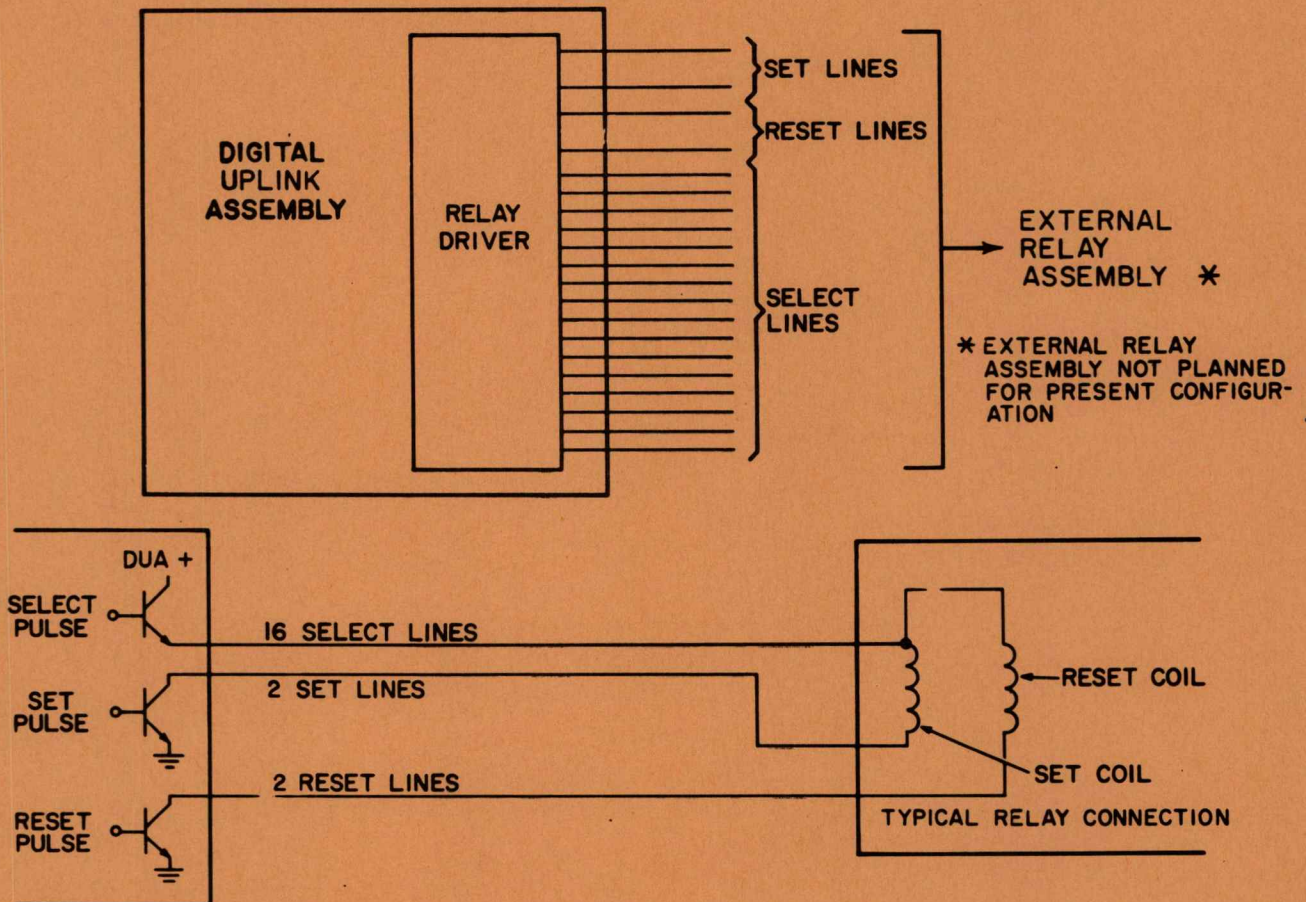 DIGITAL
UPLINK
ASSEMBLY
RELAY
DRIVER
SET LINES
RESET LINES
SELECT
LINES
EXTERNAL
RELAY
ASSEMBLY *
* EXTERNAL RELAY
ASSEMBLY NOT PLANNED
FOR PRESENT CONFIGUR-
ATION
DUA +
SELECT
PULSE
16 SELECT LINES
SET
PULSE
2 SET LINES
RESET
PULSE
2 RESET LINES
RESET COIL
SET COIL
TYPICAL RELAY CONNECTION